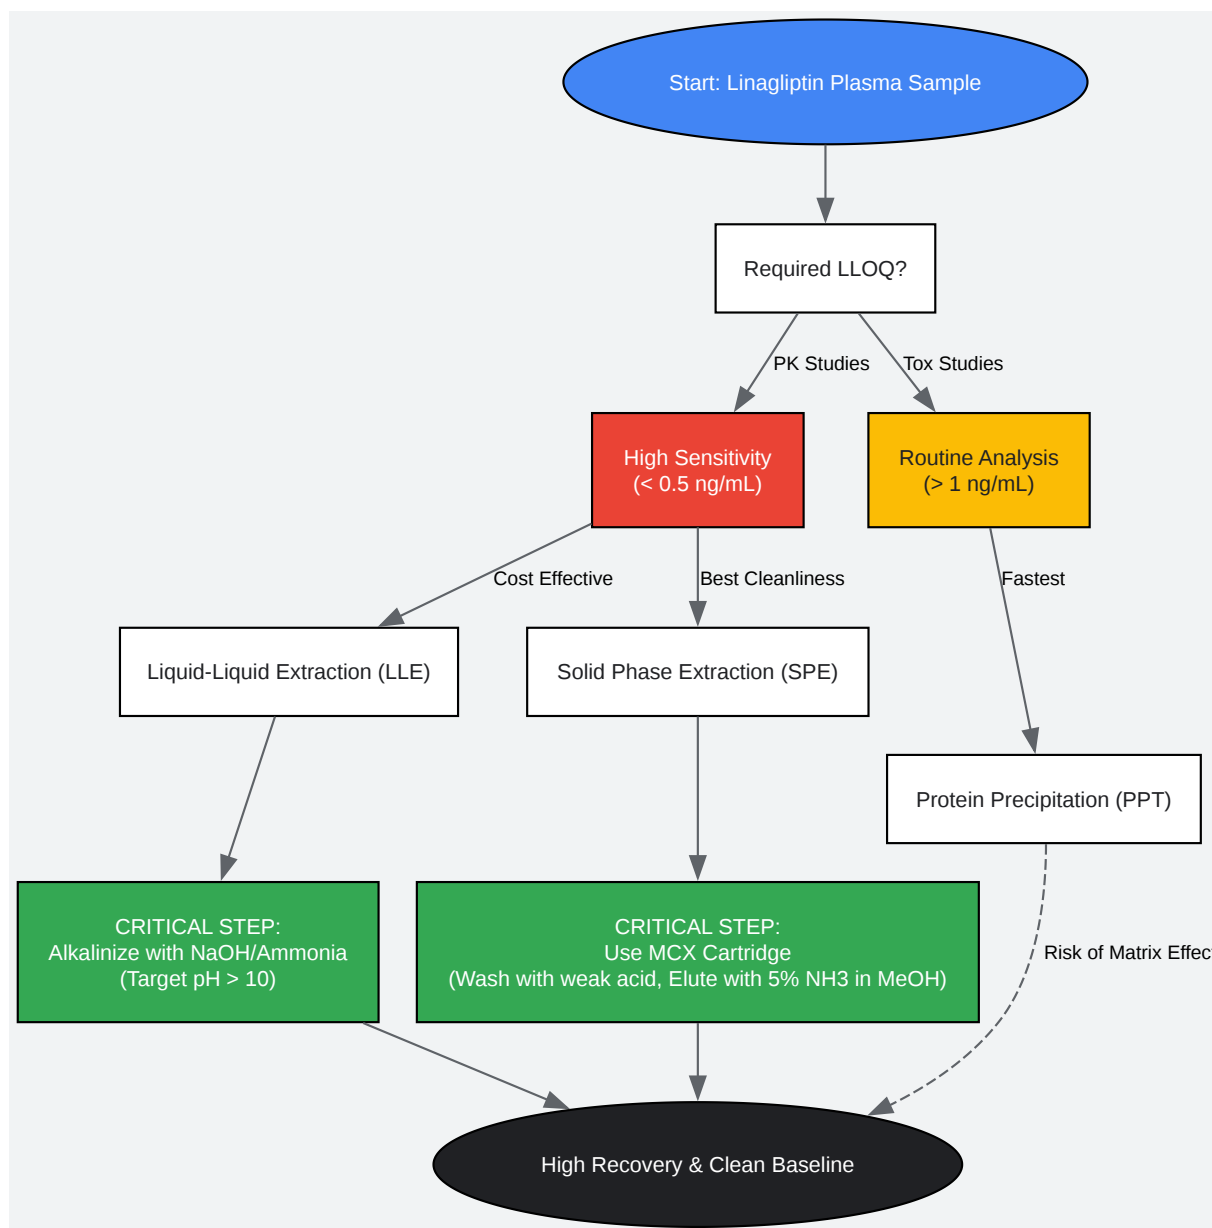 Start: Linagliptin Plasma Sample
Required LLOQ?
PK Studies
Tox Studies
High Sensitivity
(< 0.5 ng/mL)
Routine Analysis
(> 1 ng/mL)
Cost Effective
Best Cleanliness
Fastest
Liquid-Liquid Extraction (LLE)
Solid Phase Extraction (SPE)
Protein Precipitation (PPT)
CRITICAL STEP:
Alkalinize with NaOH/Ammonia
(Target pH > 10)
CRITICAL STEP:
Use MCX Cartridge
(Wash with weak acid, Elute with 5% NH3 in MeOH)
Risk of Matrix Effec
High Recovery & Clean Baseline